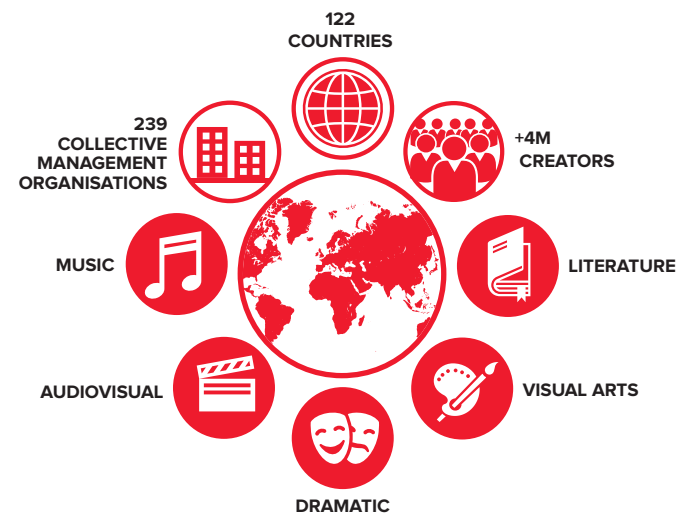 122
COUNTRIES
239
COLLECTIVE
MANAGEMENT
ORGANISATIONS
+4M
CREATORS
MUSIC
LITERATURE
AUDIOVISUAL
VISUAL ARTS
DRAMATIC